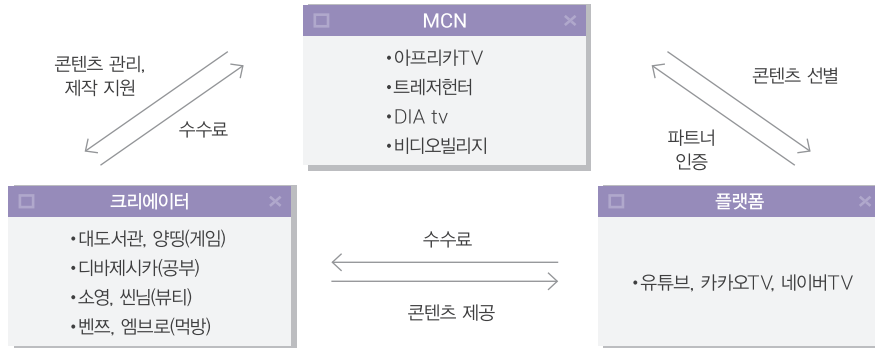 MCN
•아프리카TV
•트레저헌터
•DIA tv
•비디오빌리지
콘텐츠 관리,
제작 지원
수수료
콘텐츠 선별
파트너
인증
크리에이터
•대도서관, 양띵(게임)
•디바제시카(공부)
•소영, 씬님(뷰티)
•벤쯔, 엠브로(먹방)
수수료
콘텐츠 제공
플랫폼
•유튜브, 카카오TV, 네이버TV